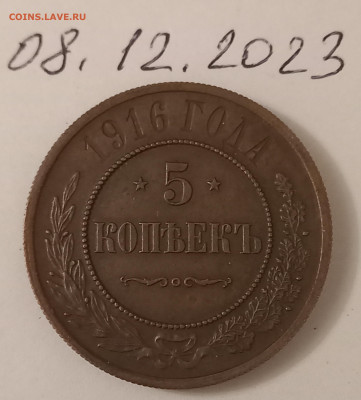 COINS.LAVE.RU
08.12.2023
1916 ГОДА
5
КОПѢЕКЪ